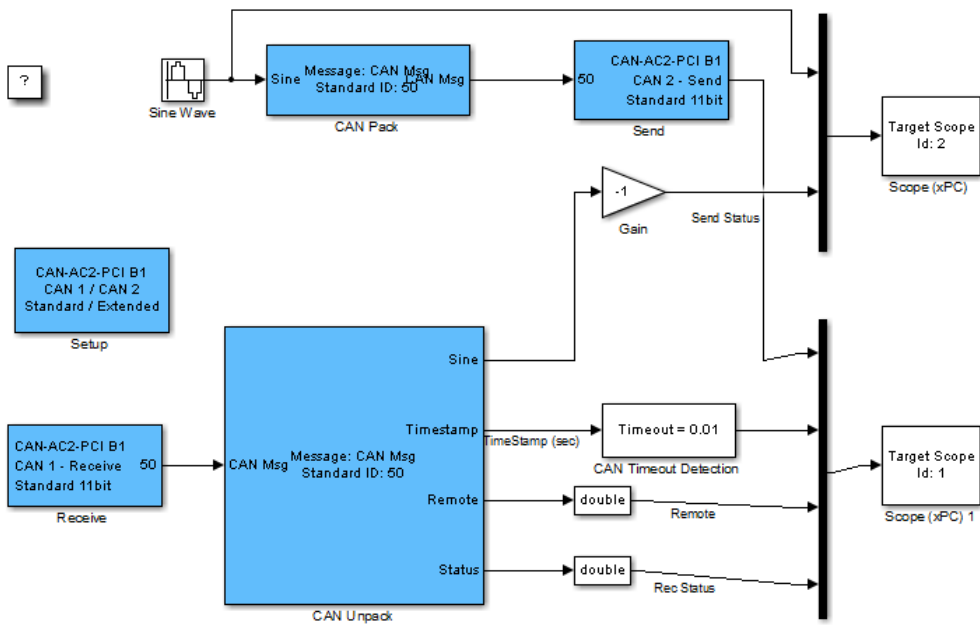 ?
Sine Wave
Sine
Message: CAN Msg
Standard ID: 50
CAN Msg
CAN Pack
50
CAN-AC2-PCI B1
CAN 2 - Send
Standard 11bit
Send
Target Scope
Id: 2
Scope (xPC)
-1
Gain
Send Status
CAN-AC2-PCI B1
CAN 1 / CAN 2
Standard / Extended
Setup
CAN-AC2-PCI B1
CAN 1 - Receive
Standard 11bit
50
Receive
CAN Msg
Message: CAN Msg
Standard ID: 50
Sine
Timestamp
Remote
Status
CAN Unpack
TimeStamp (sec)
Timeout = 0.01
CAN Timeout Detection
double
Remote
double
Rec Status
Target Scope
Id: 1
Scope (xPC) 1